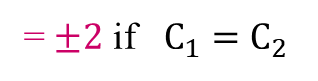 = ±2 if C₁ = C₂